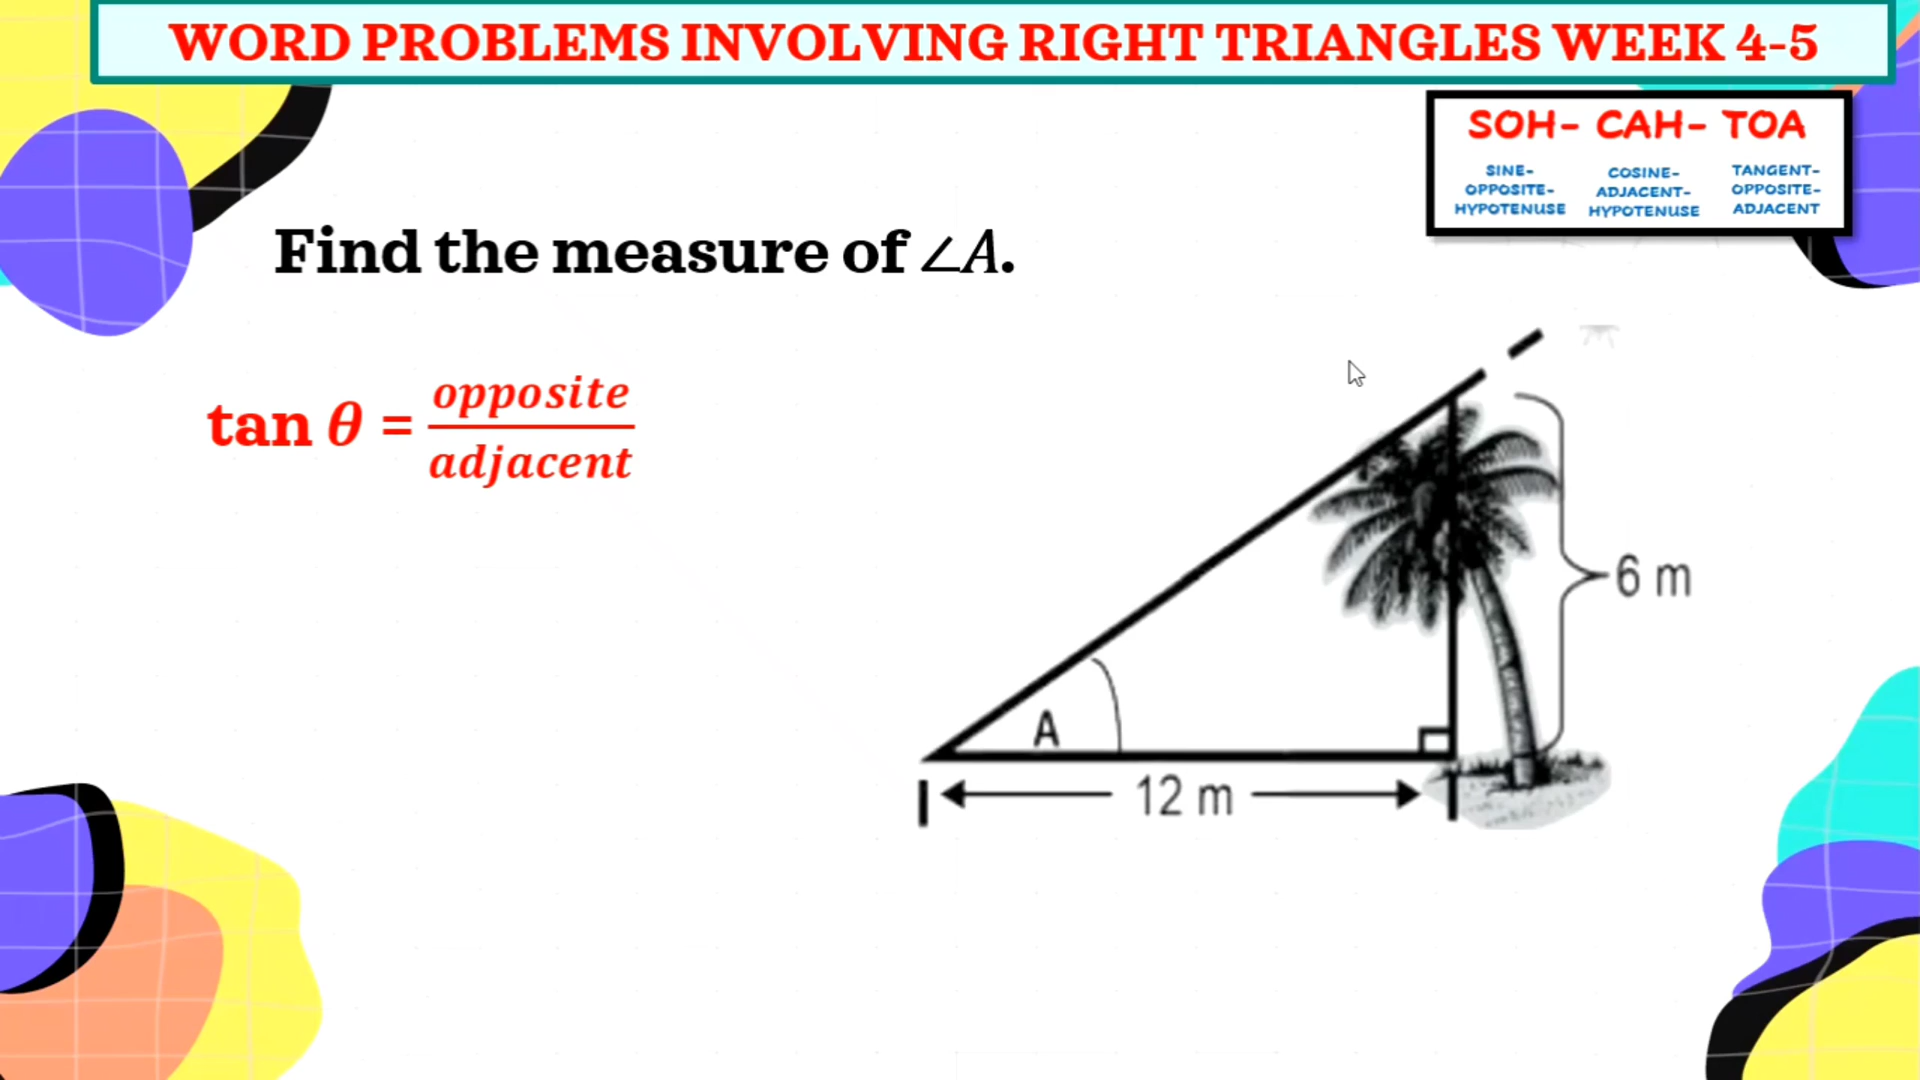 WORD PROBLEMS INVOLVING RIGHT TRIANGLES WEEK 4-5
SOH- CAH- TOA
SINE-
OPPOSITE-
HYPOTENUSE
COSINE-
ADJACENT-
HYPOTENUSE
TANGENT-
OPPOSITE-
ADJACENT
Find the measure of ∠A.
tan θ = opposite
adjacent
6 m
A
12 m